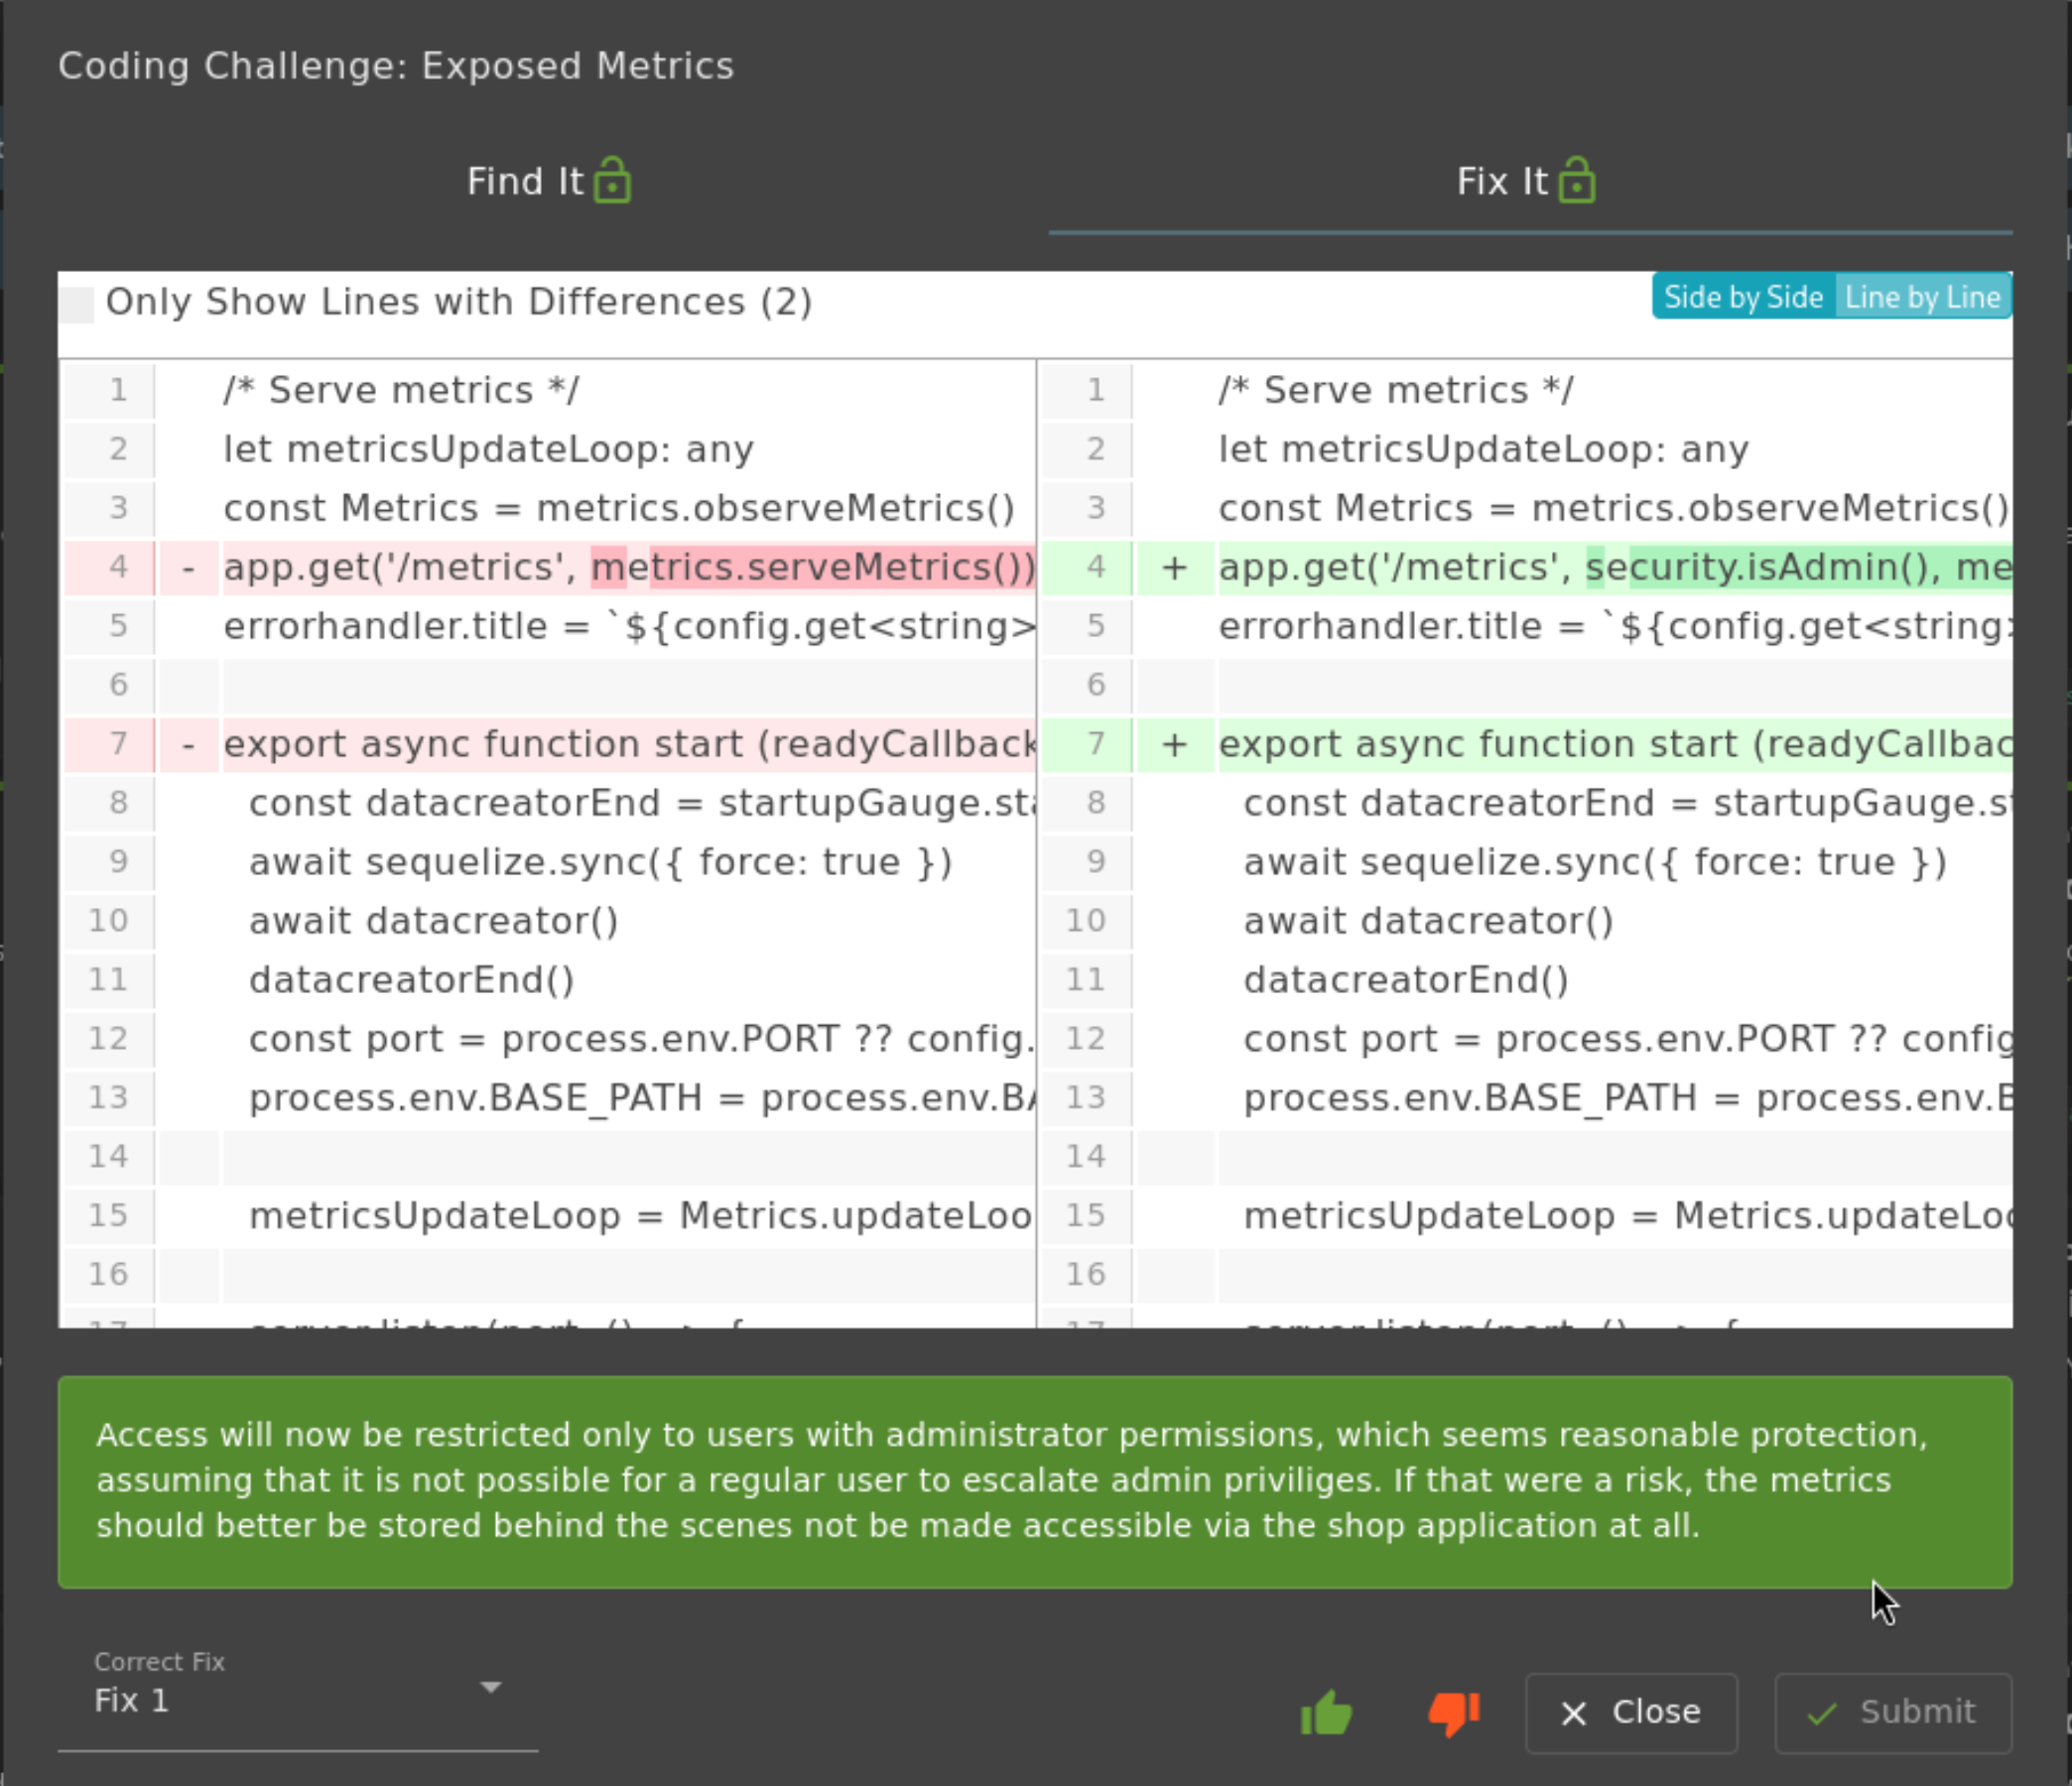 Coding Challenge: Exposed Metrics
Find It
Fix It
Only Show Lines with Differences (2)
Side by Side Line by Line
1 /* Serve metrics */
2 let metricsUpdateLoop: any
3 const Metrics = metrics.observeMetrics()
4 - app.get('/metrics', metrics.serveMetrics())
5 errorhandler.title = `${config.get<string>
6
7 - export async function start (readyCallback
8 const datacreatorEnd = startupGauge.sta
9 await sequelize.sync({ force: true })
10 await datacreator()
11 datacreatorEnd()
12 const port = process.env.PORT ?? config.
13 process.env.BASE_PATH = process.env.BA
14
15 metricsUpdateLoop = Metrics.updateLoo
16
1 /* Serve metrics */
2 let metricsUpdateLoop: any
3 const Metrics = metrics.observeMetrics()
4 + app.get('/metrics', security.isAdmin(), me
5 errorhandler.title = `${config.get<string>
6
7 + export async function start (readyCallbac
8 const datacreatorEnd = startupGauge.st
9 await sequelize.sync({ force: true })
10 await datacreator()
11 datacreatorEnd()
12 const port = process.env.PORT ?? config
13 process.env.BASE_PATH = process.env.B
14
15 metricsUpdateLoop = Metrics.updateLoo
16
Access will now be restricted only to users with administrator permissions, which seems reasonable protection,
assuming that it is not possible for a regular user to escalate admin priviliges. If that were a risk, the metrics
should better be stored behind the scenes not be made accessible via the shop application at all.
Correct Fix
Fix 1
Close
Submit